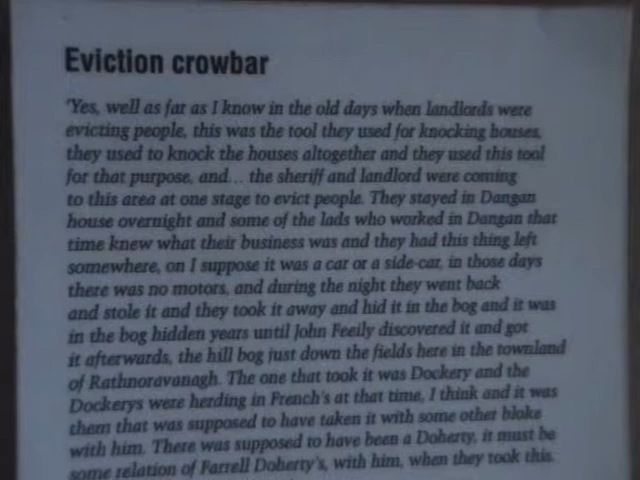 Eviction crowbar
'Yes, well as far as I know in the old days when landlords were
evicting people, this was the tool they used for knocking houses,
they used to knock the houses altogether and they used this tool
for that purpose, and... the sheriff and landlord were coming
to this area at one stage to evict people. They stayed in Dangan
house overnight and some of the lads who worked in Dangan that
time knew what their business was and they had this thing left
somewhere, on I suppose it was a car or a side-car, in those days
there was no motors, and during the night they went back
and stole it and they took it away and hid it in the bog and it was
in the bog hidden years until John Feely discovered it and got
it afterwards, the hill bog just down the fields here in the townland
of Rathnoravanagh. The one that took it was Dockery and the
Dockerys were herding in French's at that time, I think and it was
them that was supposed to have taken it with some other bloke
with him. There was supposed to have been a Doherty, it must be
some relation of Farrell Doherty's, with him, when they took this.